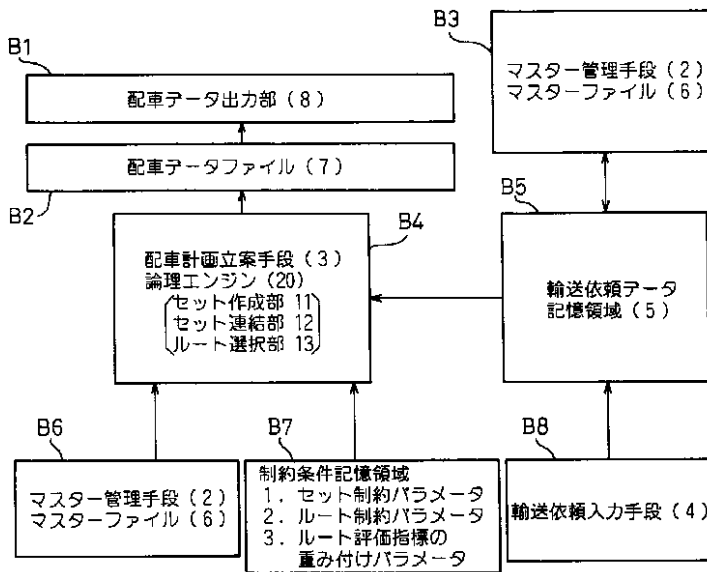 B1
配車データ出力部(8)
配車データファイル(7)
B2
B3
マスター管理手段(2)
マスターファイル(6)
B4
配車計画立案手段(3)
論理エンジン(20)
セット作成部 11
セット連結部 12
ルート選択部 13
B5
輸送依頼データ
記憶領域(5)
B6
マスター管理手段(2)
マスターファイル(6)
B7
制約条件記憶領域
1. セット制約パラメータ
2. ルート制約パラメータ
3. ルート評価指標の
重み付けパラメータ
B8
輸送依頼入力手段(4)